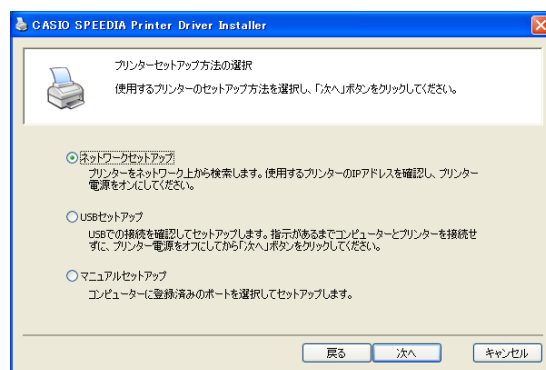 CASIO SPEEDIA Printer Driver Installer
プリンターセットアップ方法の選択
使用するプリンターのセットアップ方法を選択し、「次へ」ボタンをクリックしてください。
ネットワークセットアップ
プリンターをネットワーク上から検索します。使用するプリンターのIPアドレスを確認し、プリンター
電源をオンにしてください。
USBセットアップ
USBでの接続を確認してセットアップします。指示があるまでコンピューターとプリンターを接続せ
ずに、プリンター電源をオフにしてから「次へ」ボタンをクリックしてください。
マニュアルセットアップ
コンピューターに登録済みのポートを選択してセットアップします。
戻る
次へ
キャンセル